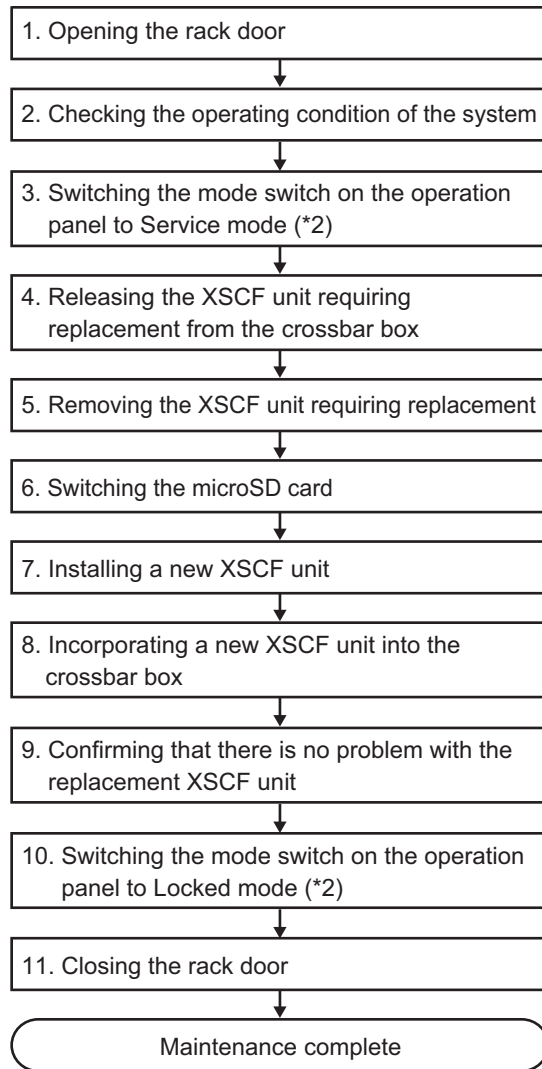 1. Opening the rack door
2. Checking the operating condition of the system
3. Switching the mode switch on the operation
panel to Service mode (*2)
4. Releasing the XSCF unit requiring
replacement from the crossbar box
5. Removing the XSCF unit requiring replacement
6. Switching the microSD card
7. Installing a new XSCF unit
8. Incorporating a new XSCF unit into the
crossbar box
9. Confirming that there is no problem with the
replacement XSCF unit
10. Switching the mode switch on the operation
panel to Locked mode (*2)
11. Closing the rack door
Maintenance complete